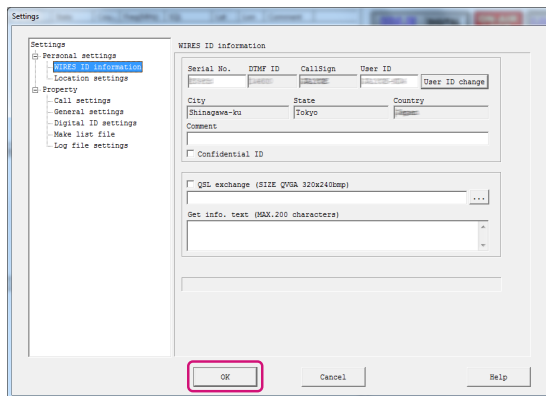 Settings
Settings
Personal settings
WIRES ID information
Location settings
Property
Call settings
General settings
Digital ID settings
Make list file
Log file settings
WIRES ID information
Serial No. DTMF ID CallSign User ID
User ID change
City State Country
Shinagawa-ku Tokyo
Comment
Confidential ID
QSL exchange (SIZE QVGA 320x240bmp)
...
Get info. text (MAX.200 characters)
OK Cancel Help